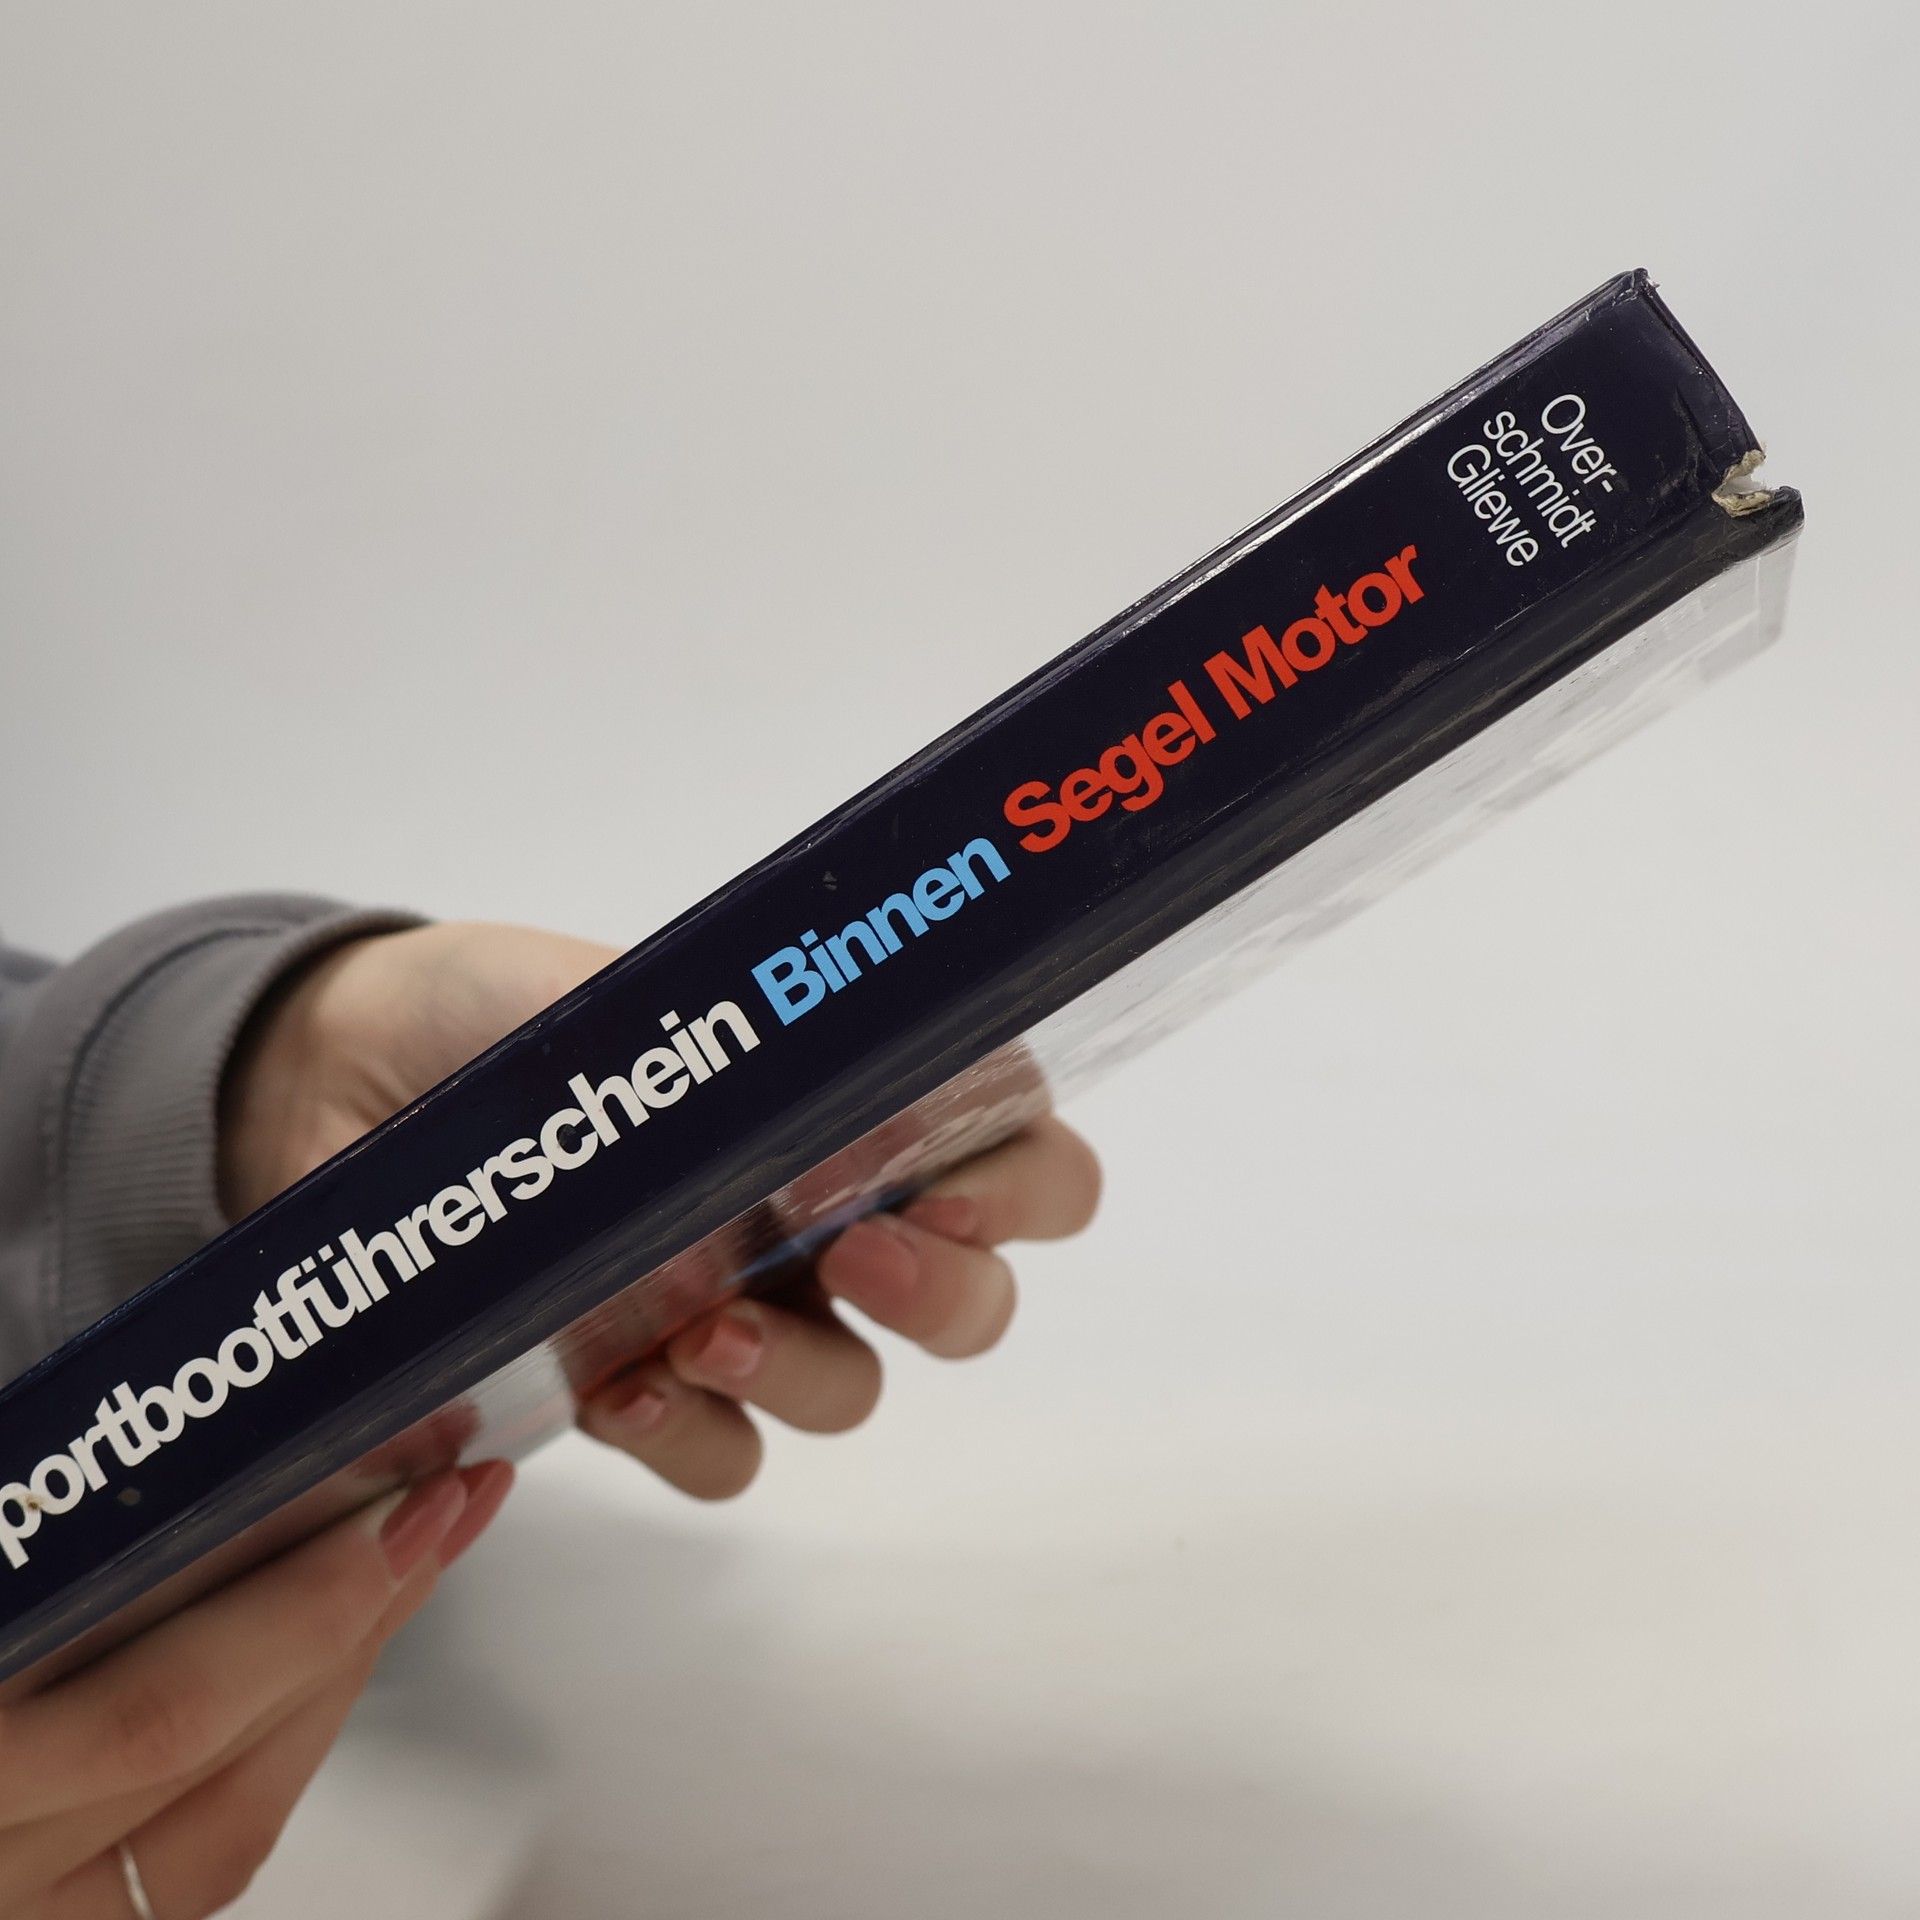 portbootführerschein Binnen Segel Motor
Over-
schmidt
Gliewe